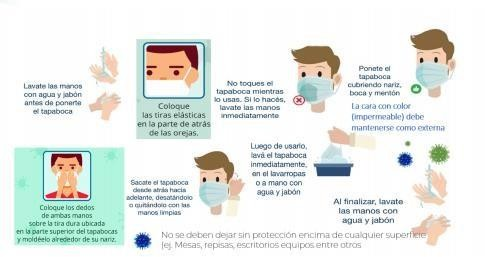 Lavate las manos
con agua y jabón
antes de ponerte
el tapaboca
Coloque
las tiras elásticas
en la parte de atrás
de las orejas.
No toques el
tapaboca mientras
lo usas. Si lo hacés,
lavate las manos
inmediatamente
Ponete el
tapaboca
cubriendo nariz,
boca y mentón
La cara con color
(impermeable) debe
mantenerse como externa
Coloque los dedos
de ambas manos
sobre la tira dura ubicada
en la parte superior del tapabocas
y moldéelo alrededor de su nariz.
Sacate el tapaboca
desde atrás hacia
adelante, desatándolo
o quitándolo con las
manos limpias
Luego de usarlo,
lavá el tapaboca
inmediatamente,
en el lavarropas
o a mano con
agua y jabón
Al finalizar, lavate
las manos con
agua y jabón
No se deben dejar sin protección encima de cualquier superficie
(ej. Mesas, repisas, escritorios equipos entre otros